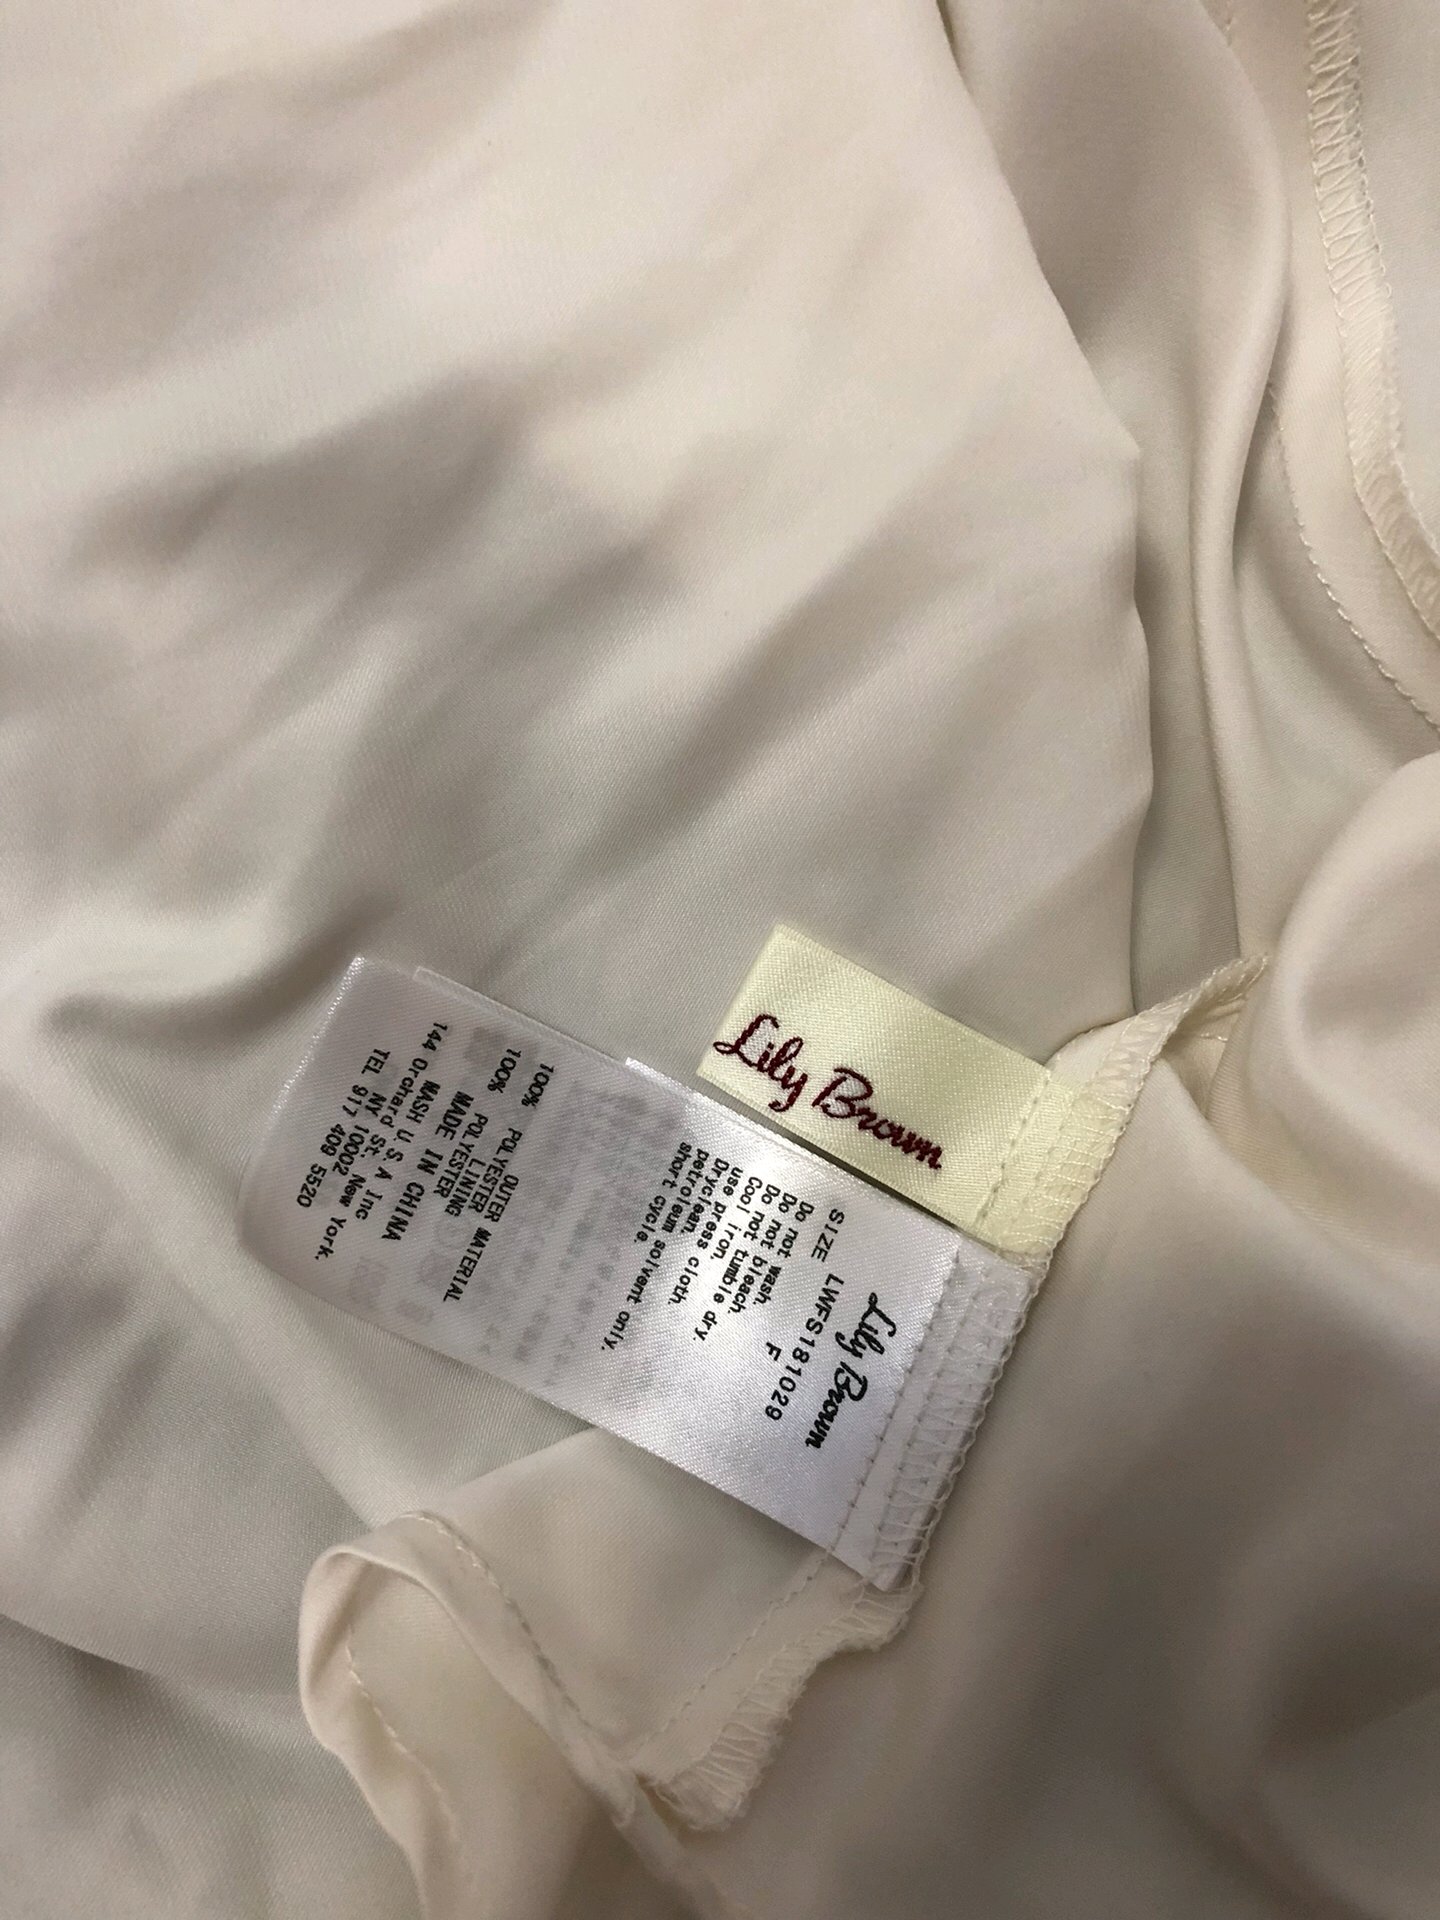 Lily Brown
Lily Brown
LWFS181029
SIZE F
Do not wash.
Do not bleach.
Do not tumble dry.
Cool iron.
use press cloth.
Dryclean.
petroleum solvent only.
short cycle.
OUTER MATERIAL
100% POLYESTER
LINING
100% POLYESTER
MADE IN CHINA
MASH U.S.A Inc
144 Orchard St. New York.
NY 10002
TEL 917 409 5520